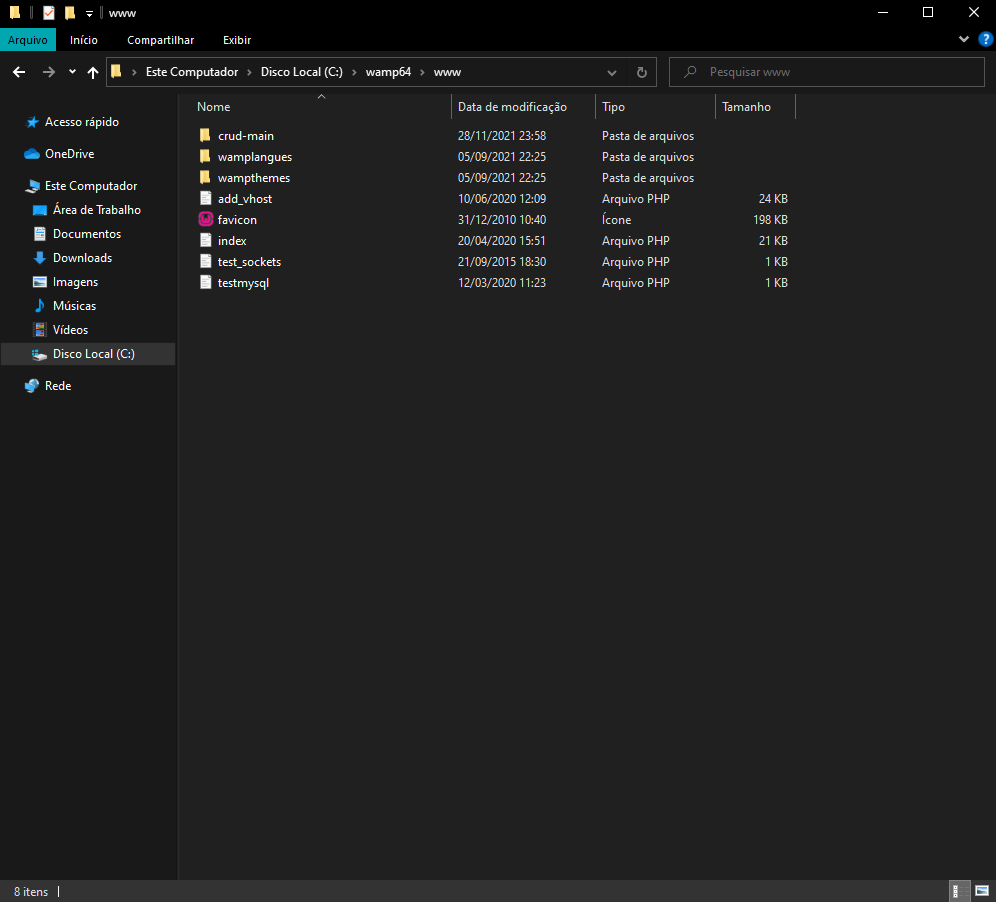 www
Arquivo Início Compartilhar Exibir
Este Computador Disco Local (C:) wamp64 www Pesquisar www
Acesso rápido
OneDrive
Este Computador
Área de Trabalho
Documentos
Downloads
Imagens
Músicas
Vídeos
Disco Local (C:)
Rede
Nome Data de modificação Tipo Tamanho
crud-main 28/11/2021 23:58 Pasta de arquivos
wamplangues 05/09/2021 22:25 Pasta de arquivos
wampthemes 05/09/2021 22:25 Pasta de arquivos
add_vhost 10/06/2020 12:09 Arquivo PHP 24 KB
favicon 31/12/2010 10:40 Ícone 198 KB
index 20/04/2020 15:51 Arquivo PHP 21 KB
test_sockets 21/09/2015 18:30 Arquivo PHP 1 KB
testmysql 12/03/2020 11:23 Arquivo PHP 1 KB
8 itens